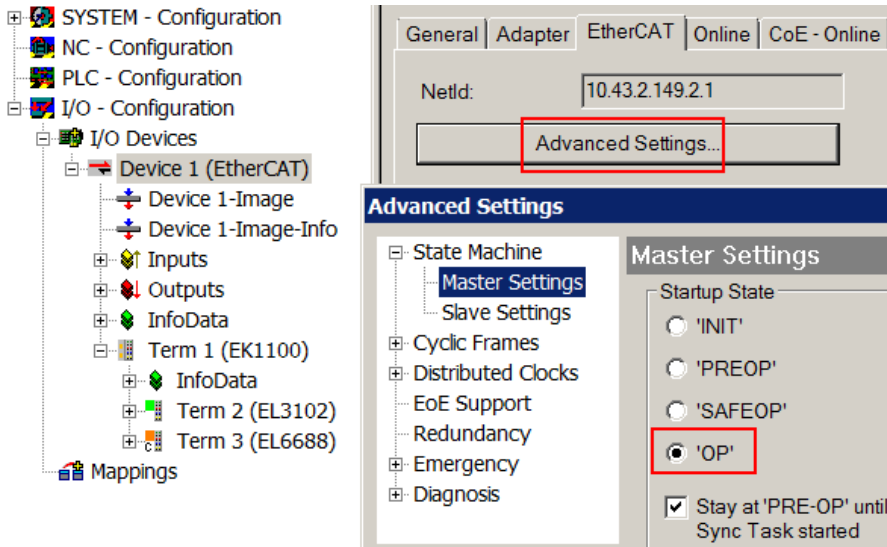 SYSTEM - Configuration
NC - Configuration
PLC - Configuration
I/O - Configuration
I/O Devices
Device 1 (EtherCAT)
Device 1-Image
Device 1-Image-Info
Inputs
Outputs
InfoData
Term 1 (EK1100)
InfoData
Term 2 (EL3102)
Term 3 (EL6688)
Mappings
General Adapter EtherCAT Online CoE - Online
NetId: 10.43.2.149.2.1
Advanced Settings...
Advanced Settings
State Machine
Master Settings
Slave Settings
Cyclic Frames
Distributed Clocks
EoE Support
Redundancy
Emergency
Diagnosis
Master Settings
Startup State
'INIT'
'PREOP'
'SAFEOP'
'OP'
Stay at 'PRE-OP' until
Sync Task started